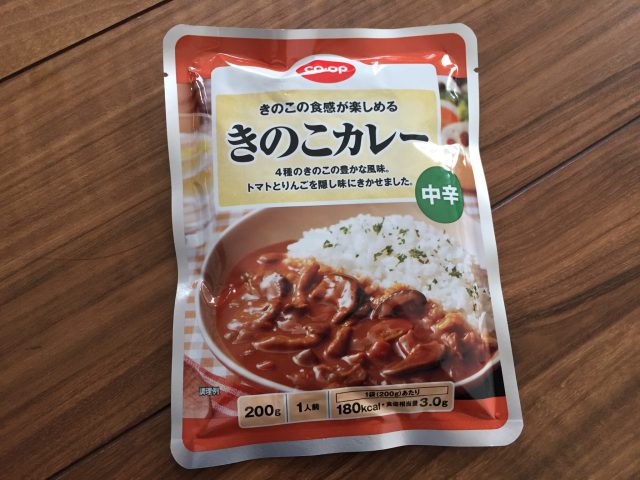 co·op
きのこの食感が楽しめる
きのこカレー
4種のきのこの豊かな風味。
トマトとりんごを隠し味にきかせました。
中辛
調理例
200g
1人前
1袋(200g)あたり
180kcal・食塩相当量3.0g